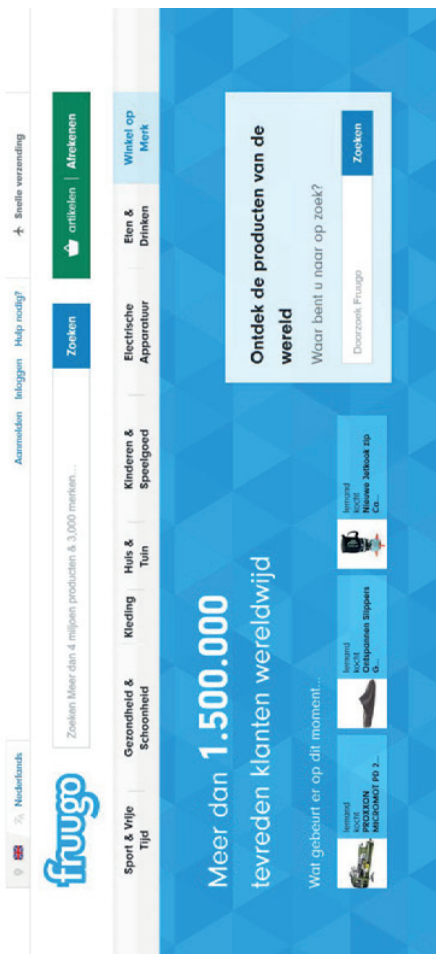 Nederlands
Aanmelden Inloggen Hulp nodig?
Snelle verzending
fruugo
Zoeken Meer dan 4 miljoen producten & 3,000 merken...
Zoeken
artikelen | Afrekenen
Sport & Vrije
Tijd
Gezondheid &
Schoonheid
Kleding
Huis &
Tuin
Kinderen &
Speelgoed
Electrische
Apparatuur
Eten &
Drinken
Winkel op
Merk
Meer dan 1.500.000
tevreden klanten wereldwijd
Wat gebeurt er op dit moment...
Iemand
kocht
PROXXON
MICROMOT PD 2...
Iemand
kocht
Ontspannen Slippers
G...
Iemand
kocht
Nieuwe Jetkook zip
Ca...
Ontdek de producten van de
wereld
Waar bent u naar op zoek?
Doorzoek Fruugo
Zoeken